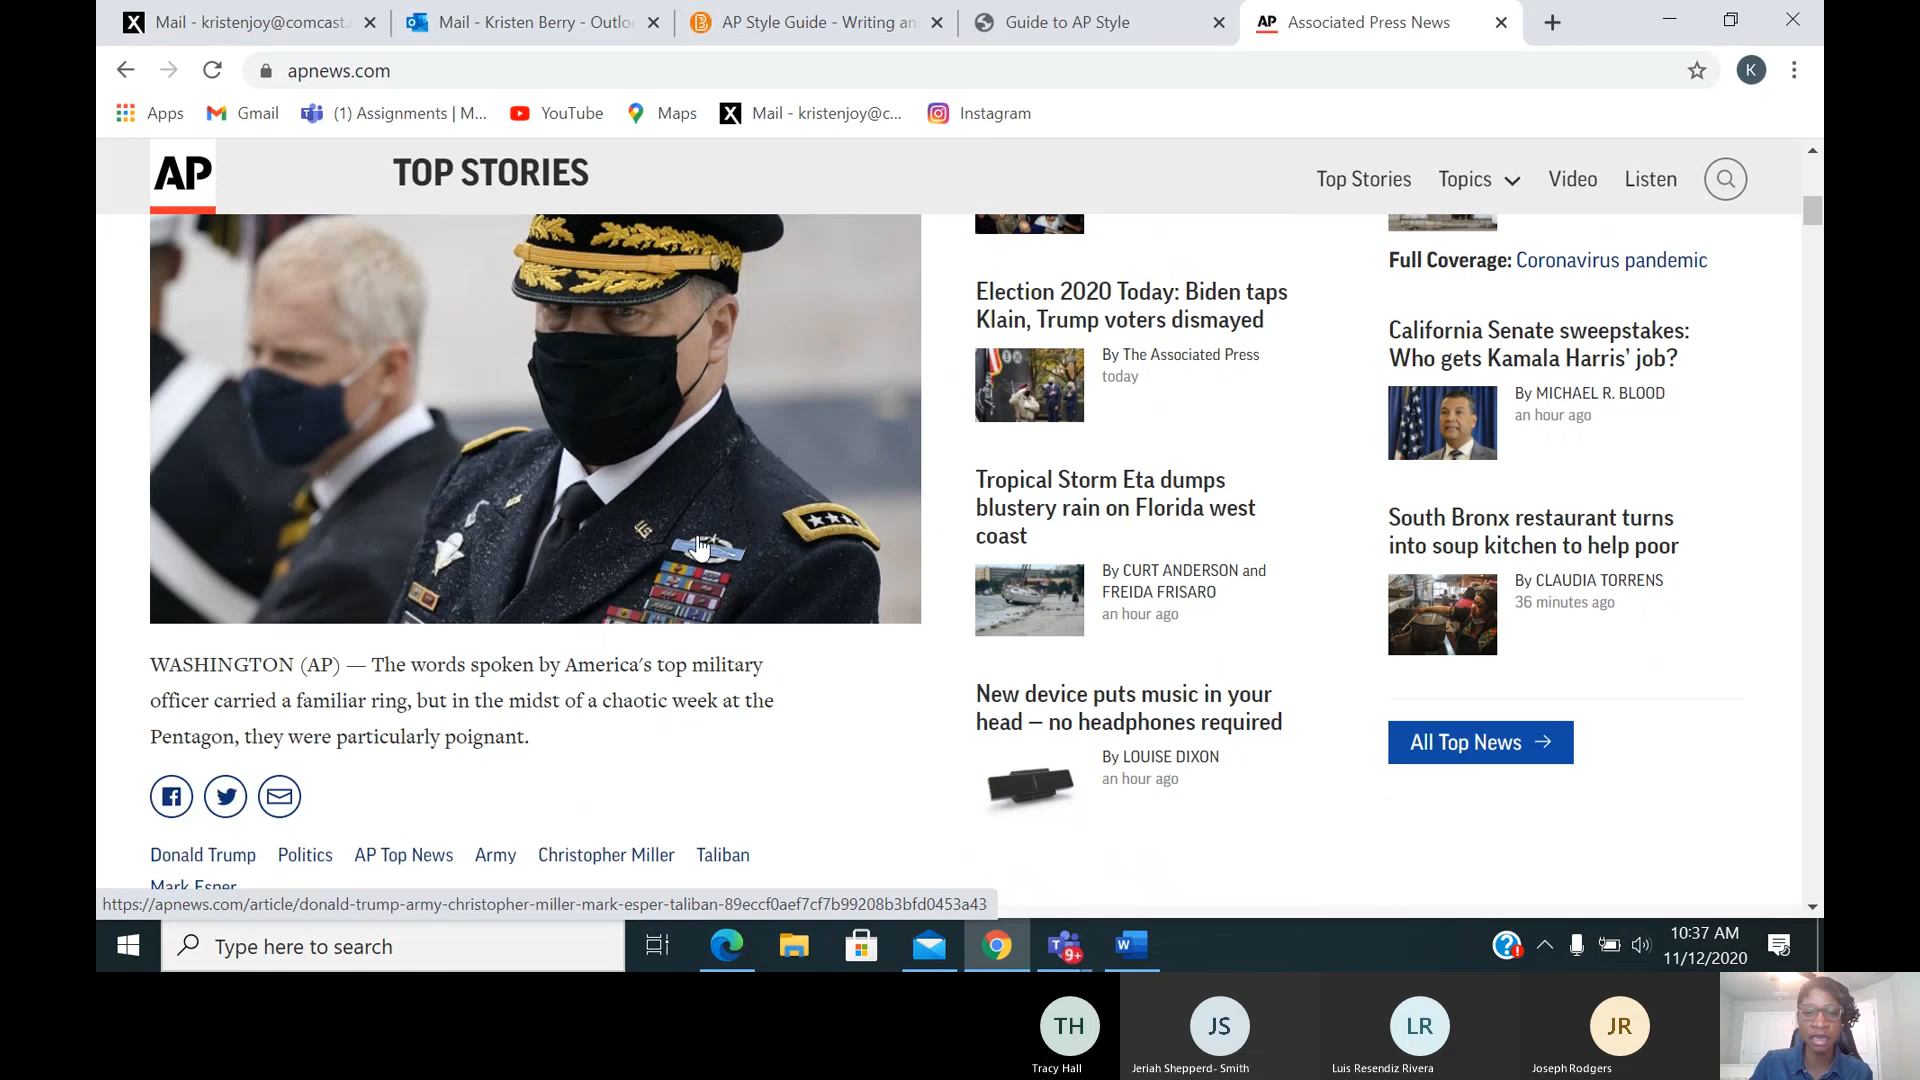 Mail - kristenjoy@comcast.
Mail - Kristen Berry - Outlo
AP Style Guide - Writing an
Guide to AP Style
AP Associated Press News
apnews.com
K
Apps
Gmail
(1) Assignments | M...
YouTube
Maps
Mail - kristenjoy@c...
Instagram
AP
TOP STORIES
Top Stories
Topics
Video
Listen
WASHINGTON (AP) — The words spoken by America's top military
officer carried a familiar ring, but in the midst of a chaotic week at the
Pentagon, they were particularly poignant.
Donald Trump Politics AP Top News Army Christopher Miller Taliban
Mark Esper
Election 2020 Today: Biden taps
Klain, Trump voters dismayed
By The Associated Press
today
Tropical Storm Eta dumps
blustery rain on Florida west
coast
By CURT ANDERSON and
FREIDA FRISARO
an hour ago
New device puts music in your
head — no headphones required
By LOUISE DIXON
an hour ago
Full Coverage: Coronavirus pandemic
California Senate sweepstakes:
Who gets Kamala Harris' job?
By MICHAEL R. BLOOD
an hour ago
South Bronx restaurant turns
into soup kitchen to help poor
By CLAUDIA TORRENS
36 minutes ago
All Top News
https://apnews.com/article/donald-trump-army-christopher-miller-mark-esper-taliban-89eccf0aef7cf7b99208b3bfd0453a43
Type here to search
9+
10:37 AM
11/12/2020
TH
Tracy Hall
JS
Jeriah Shepperd- Smith
LR
Luis Resendiz Rivera
JR
Joseph Rodgers